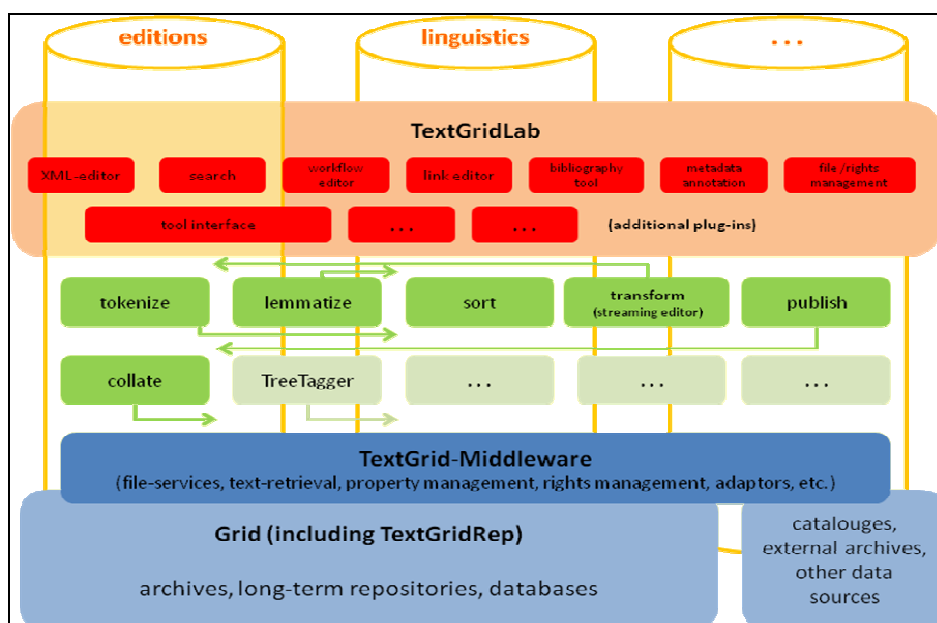 editions
linguistics
...
TextGridLab
XML-editor
search
workflow
editor
link editor
bibliography
tool
metadata
annotation
file/rights
management
tool interface
...
...
(additional plug-ins)
tokenize
lemmatize
sort
transform
(streaming editor)
publish
collate
TreeTagger
...
...
...
TextGrid-Middleware
(file-services, text-retrieval, property management, rights management, adaptors, etc.)
Grid (including TextGridRep)
archives, long-term repositories, databases
catalouges,
external archives,
other data
sources